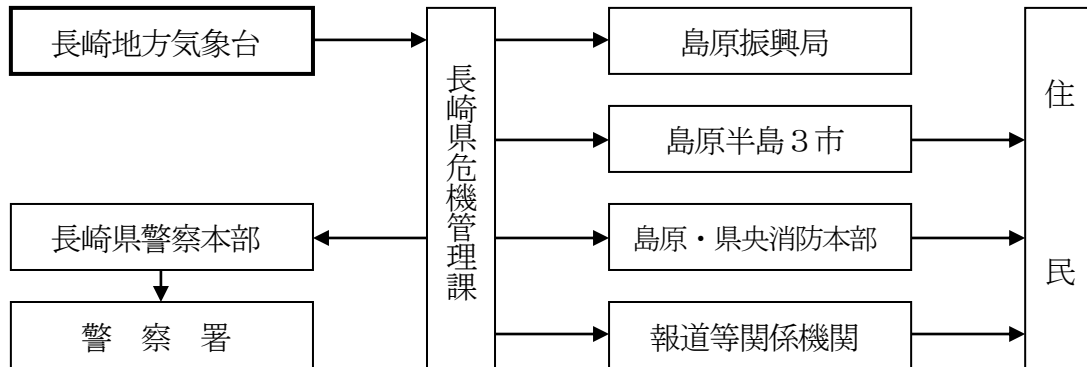 長崎地方気象台
長崎県危機管理課
島原振興局
島原半島３市
長崎県警察本部
島原・県央消防本部
警　察　署
報道等関係機関
住民